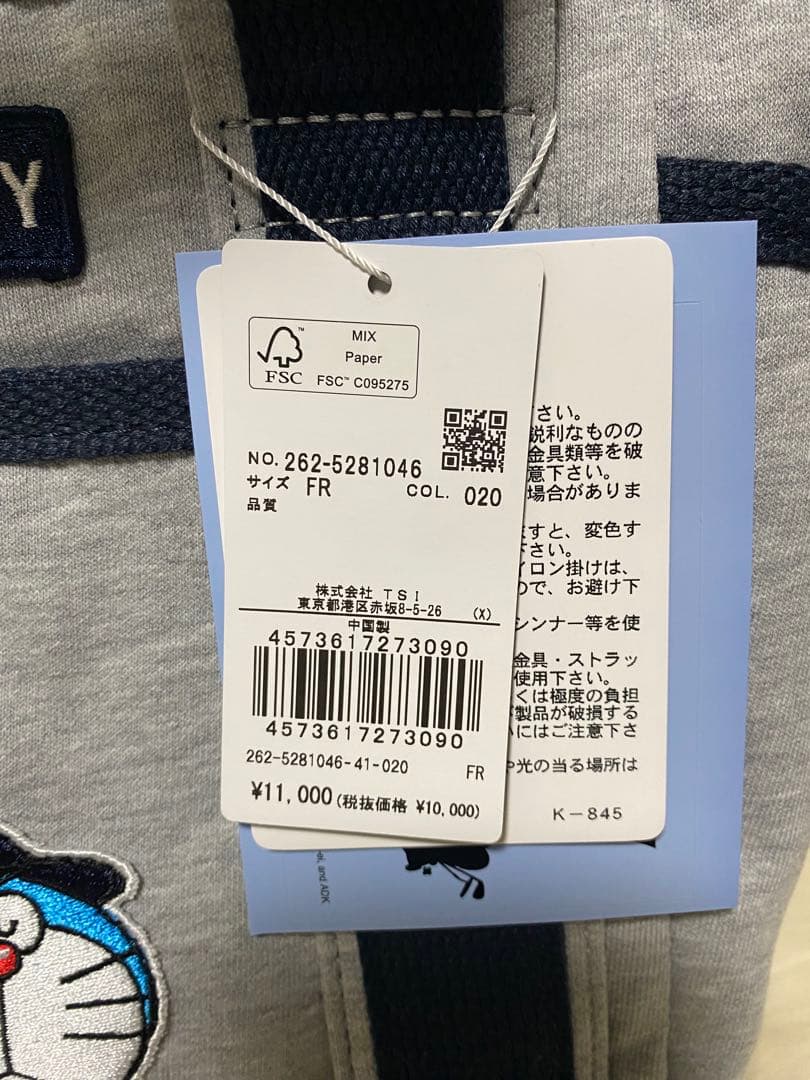 Y
FSC™
MIX
Paper
FSC™ C095275
NO. 262-5281046
サイズ FR COL. 020
品質
株式会社 TSI
東京都港区赤坂8-5-26 (X)
中国製
4573617273090
4573617273090
262-5281046-41-020 FR
¥11,000(税抜価格 ¥10,000)
さい。
鋭利なものの
金具類等を破
意下さい。
場合がありま
ますと、変色す
下さい。
イロン掛けは、
ので、お避け下
シンナー等を使
金具・ストラッ
使用下さい。
くは極度の負担
製品が破損する
いにはご注意下さ
や光の当る場所は
K-845
and ADK